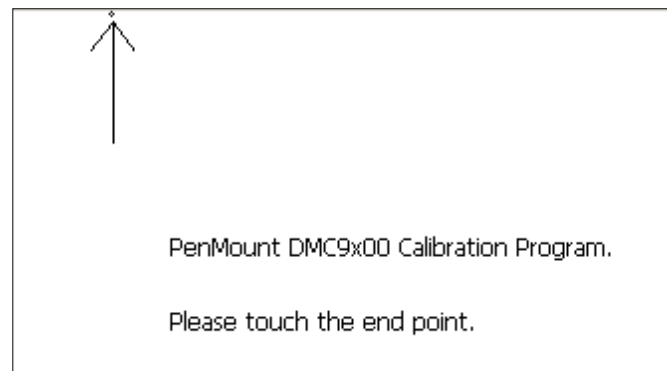 PenMount DMC9x00 Calibration Program.
Please touch the end point.